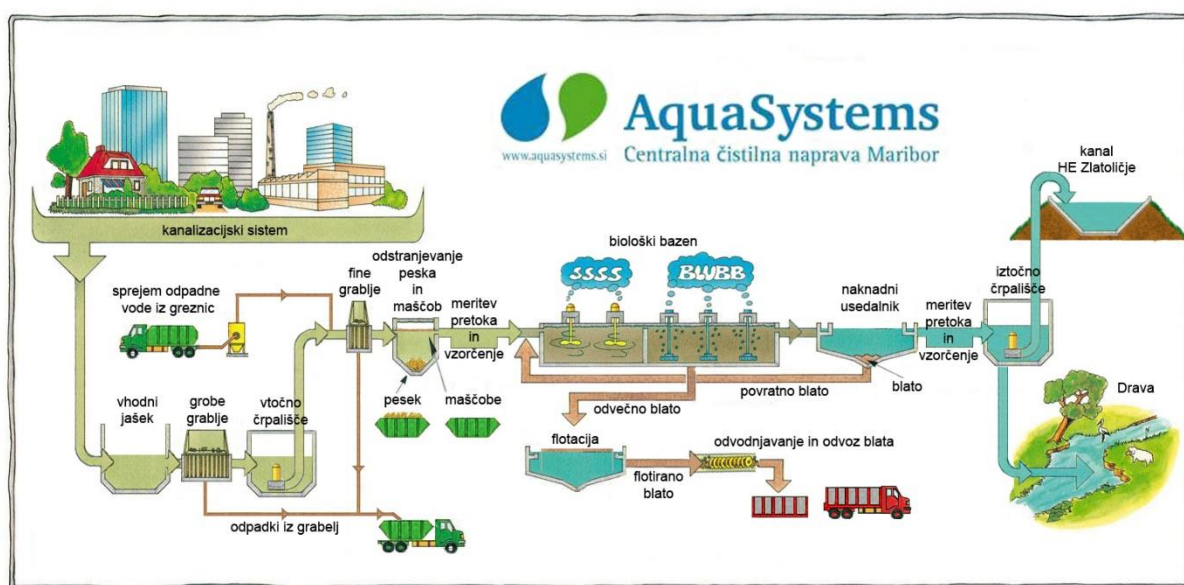 AquaSystems
www.aquasystems.si
Centralna čistilna naprava Maribor
kanal
HE Zlatoličje
kanalizacijski sistem
sprejem odpadne
vode iz greznic
fine
grablje
odstranjevanje
peska
in
maščob
meritev
pretoka
in
vzorčenje
biološki bazen
SSSS
BLUBB
naknadni
usedalnik
meritev
pretoka
in
vzorčenje
iztočno
črpališče
vhodni
jašek
grobe
grablje
vtočno
črpališče
pesek
maščobe
odvečno blato
povratno blato
blato
Drava
flotacija
flotirano
blato
odvodnjavanje in odvoz blata
odpadki iz grabelj